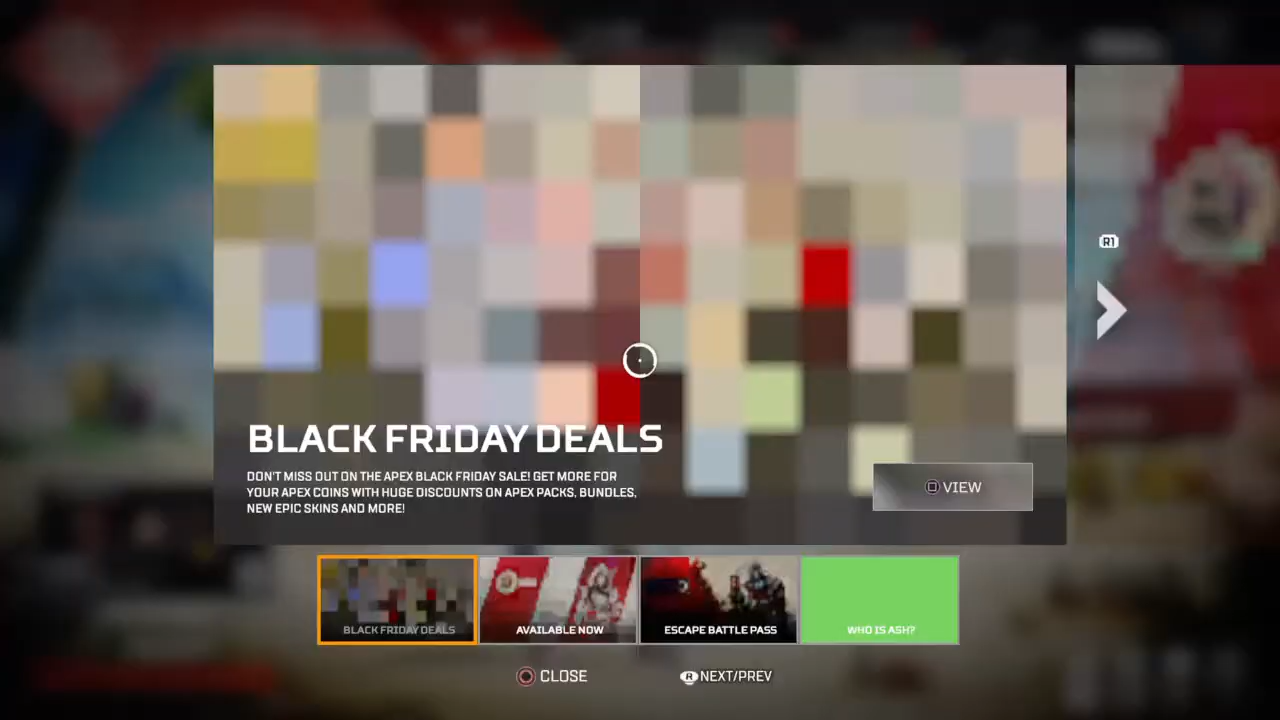 R1
BLACK FRIDAY DEALS
DON'T MISS OUT ON THE APEX BLACK FRIDAY SALE! GET MORE FOR
YOUR APEX COINS WITH HUGE DISCOUNTS ON APEX PACKS, BUNDLES,
NEW EPIC SKINS AND MORE!
VIEW
BLACK FRIDAY DEALS
AVAILABLE NOW
ESCAPE BATTLE PASS
WHO IS ASH?
CLOSE
R NEXT/PREV